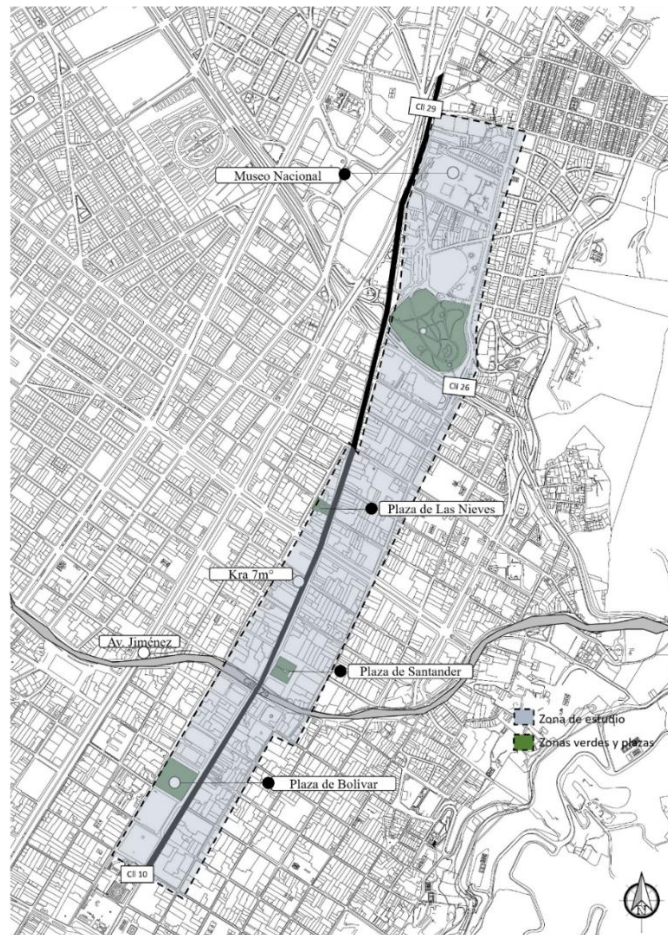 Cll 29
Museo Nacional
Cll 26
Plaza de Las Nieves
Kra 7m°
Av. Jiménez
Plaza de Santander
Zona de estudio
Zonas verdes y plazas
Plaza de Bolívar
Cll 10
N